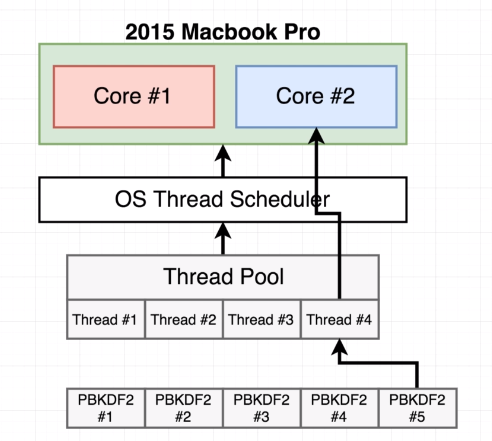 2015 Macbook Pro
Core #1
Core #2
OS Thread Scheduler
Thread Pool
Thread #1
Thread #2
Thread #3
Thread #4
PBKDF2
#1
PBKDF2
#2
PBKDF2
#3
PBKDF2
#4
PBKDF2
#5